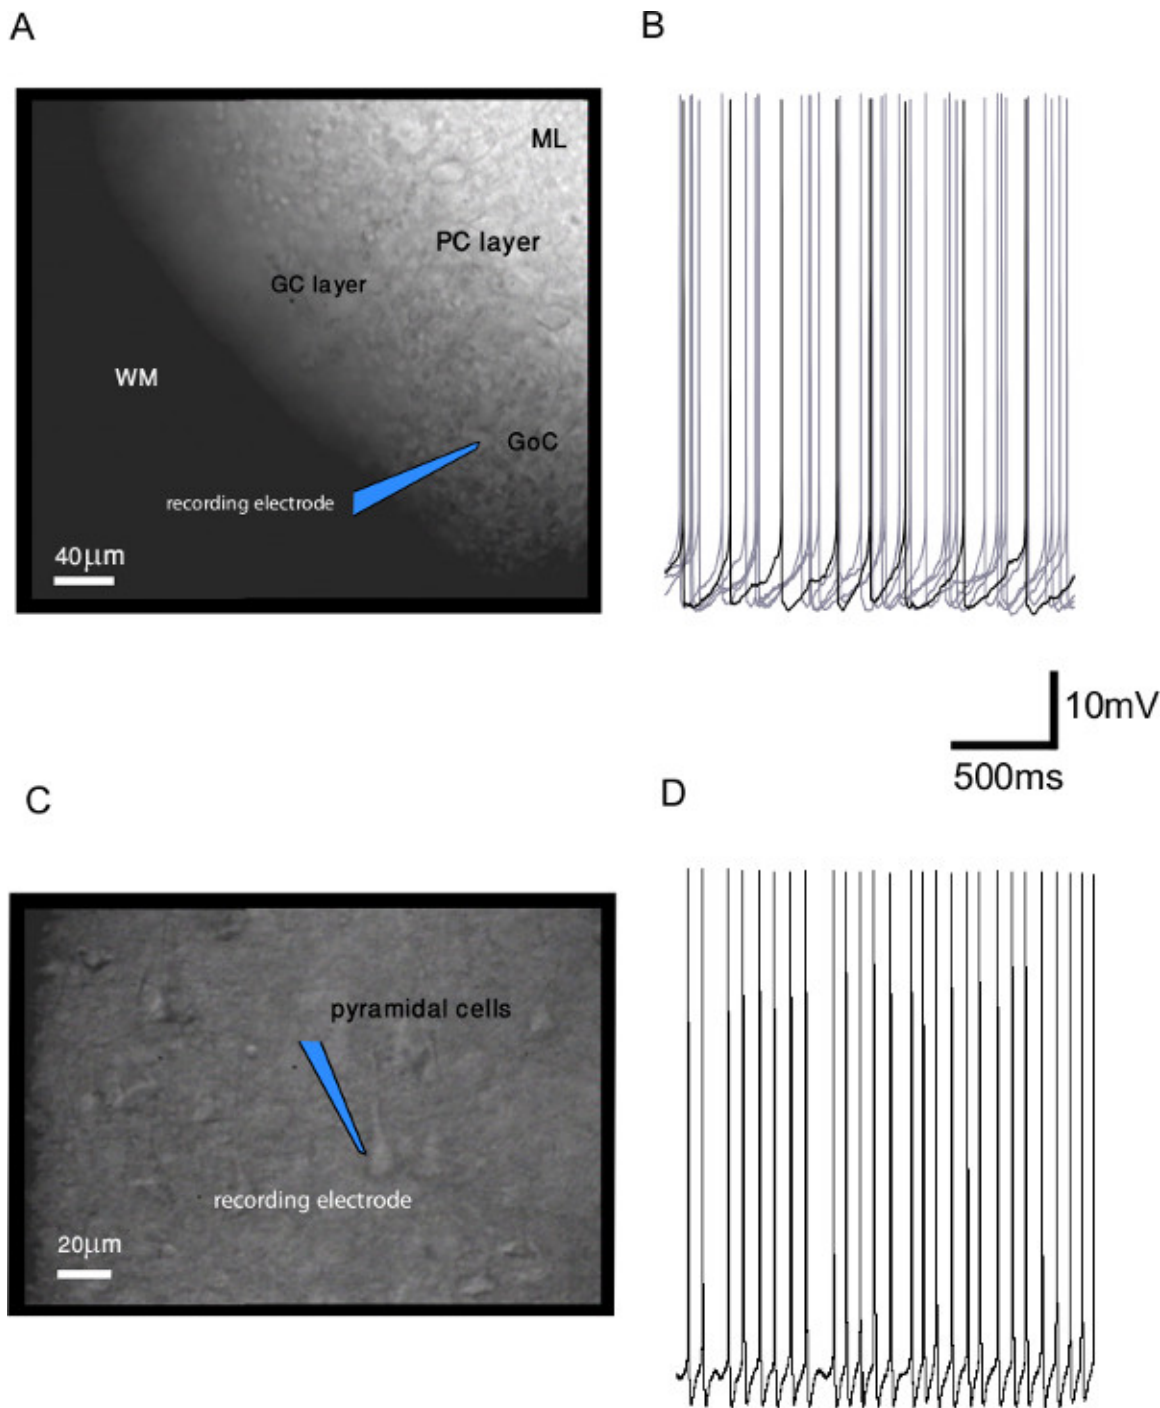 A
B
ML
PC layer
GC layer
WM
GoC
recording electrode
40μm
10mV
500ms
C
D
pyramidal cells
recording electrode
20μm